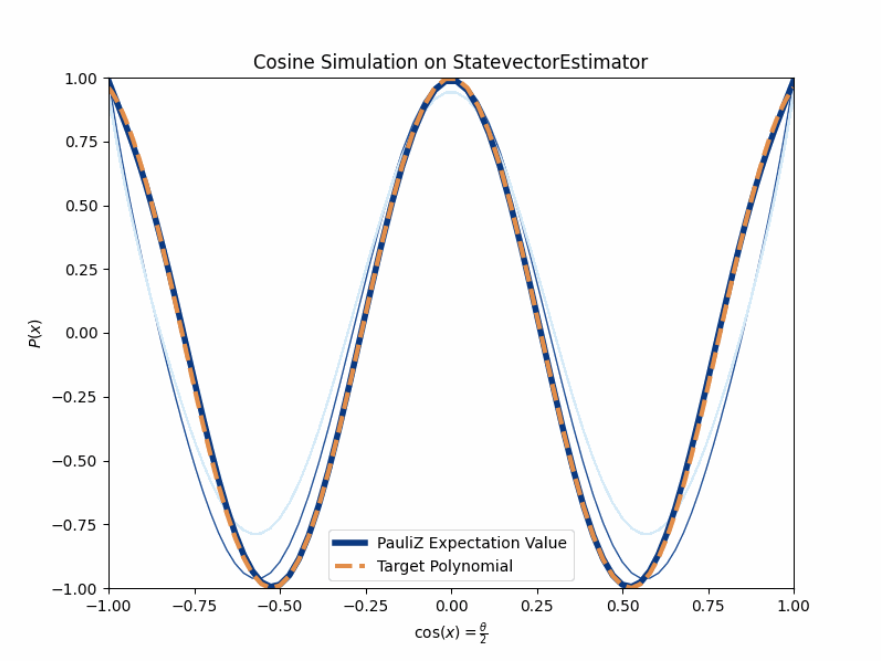 Cosine Simulation on StatevectorEstimator
1.00
0.75
0.50
0.25
0.00
−0.25
−0.50
−0.75
−1.00
P(x)
PauliZ Expectation Value
Target Polynomial
−1.00 −0.75 −0.50 −0.25 0.00 0.25 0.50 0.75 1.00
cos(x) = θ/2